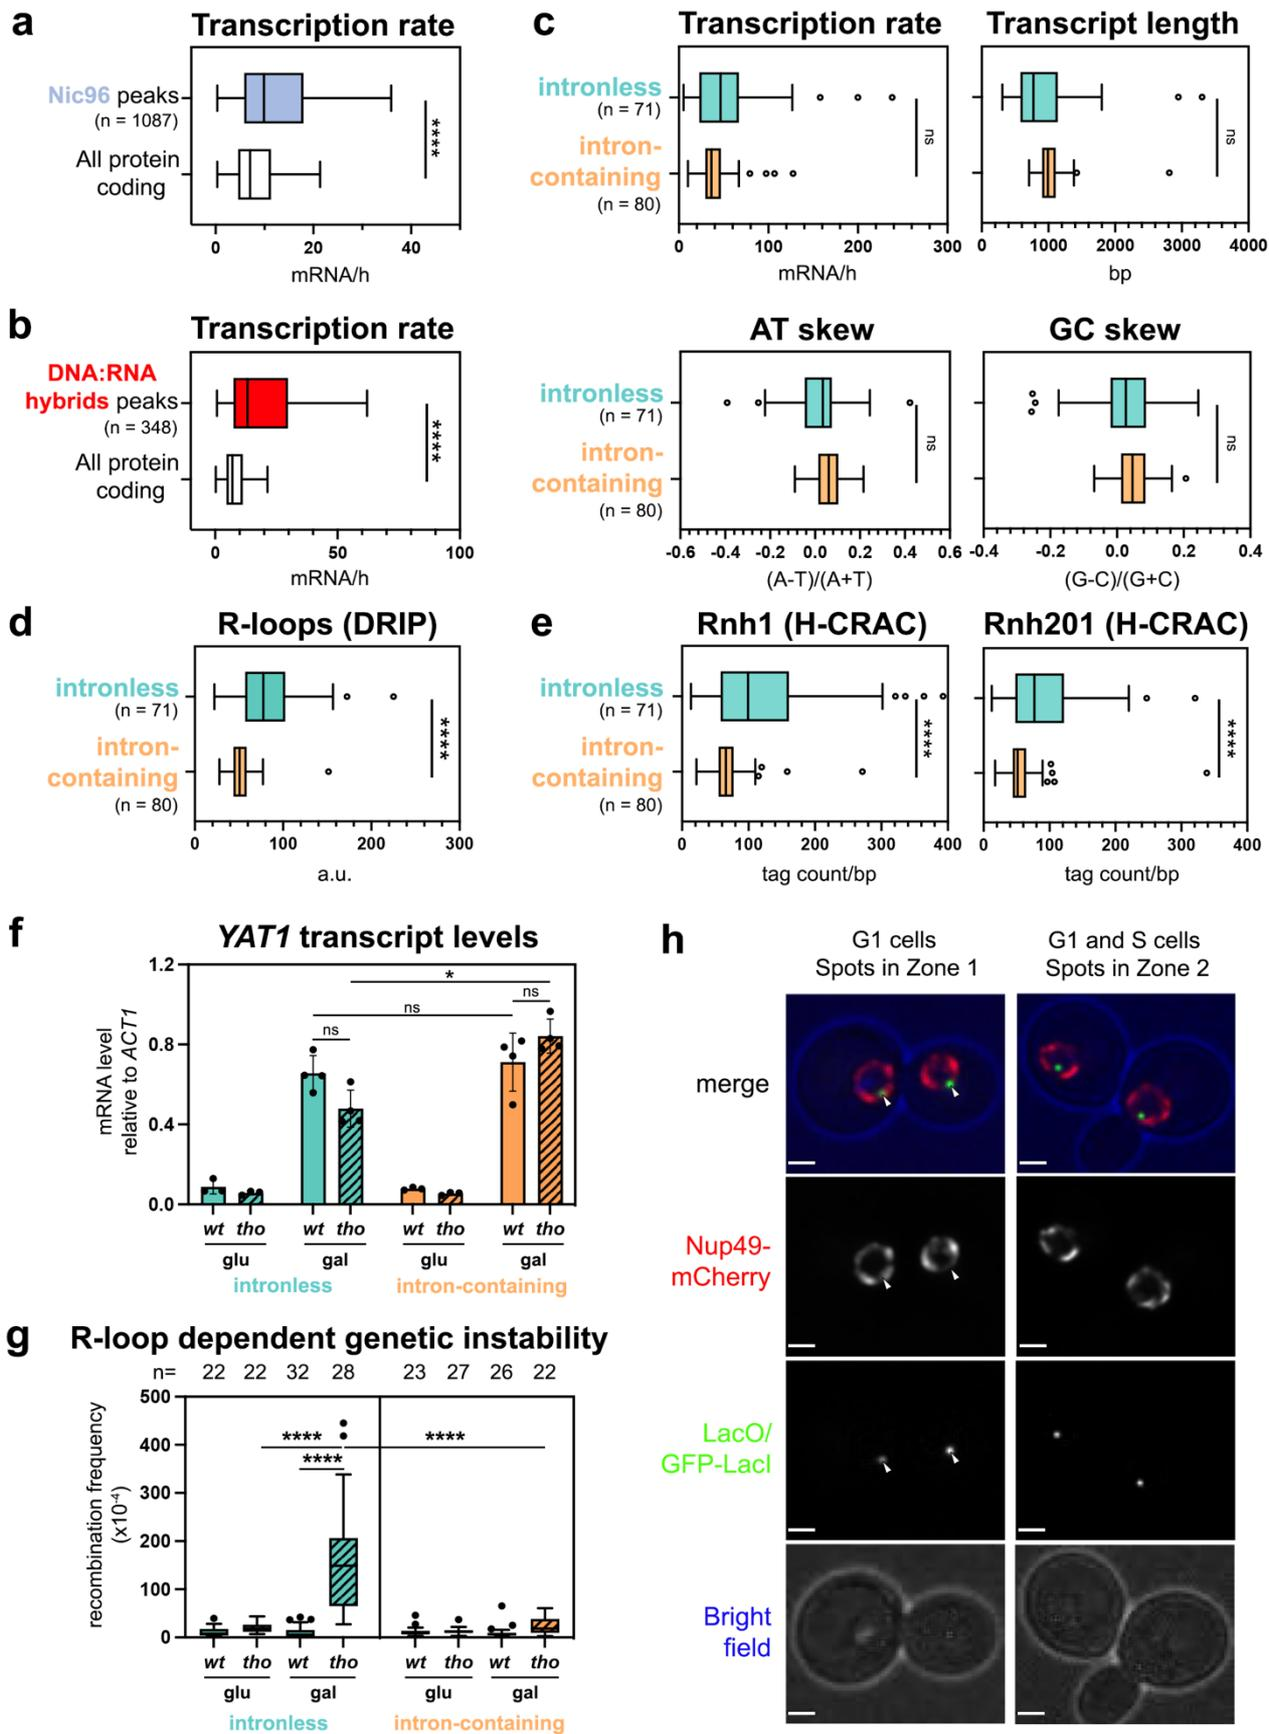 a
Transcription rate
Nic96 peaks
(n = 1087)
All protein
coding
****
0 20 40
mRNA/h
c
Transcription rate
Transcript length
intronless
(n = 71)
intron-
containing
(n = 80)
ns
ns
0 100 200 300
0 1000 2000 3000 4000
mRNA/h
bp
b
Transcription rate
DNA:RNA
hybrids peaks
(n = 348)
All protein
coding
****
0 50 100
mRNA/h
AT skew
GC skew
intronless
(n = 71)
intron-
containing
(n = 80)
ns
ns
-0.6 -0.4 -0.2 0.0 0.2 0.4 0.6
-0.4 -0.2 0.0 0.2 0.4
(A-T)/(A+T)
(G-C)/(G+C)
d
R-loops (DRIP)
intronless
(n = 71)
intron-
containing
(n = 80)
****
0 100 200 300
a.u.
e
Rnh1 (H-CRAC)
Rnh201 (H-CRAC)
intronless
(n = 71)
intron-
containing
(n = 80)
****
****
0 100 200 300 400
0 100 200 300 400
tag count/bp
tag count/bp
f
YAT1 transcript levels
mRNA level
relative to ACT1
1.2
0.8
0.4
0.0
*
ns
ns
ns
wt tho wt tho wt tho wt tho
glu gal glu gal
intronless intron-containing
g
R-loop dependent genetic instability
n= 22 22 32 28 23 27 26 22
recombination frequency
(x10-4)
500
400
300
200
100
0
**** ****
****
wt tho wt tho wt tho wt tho
glu gal glu gal
intronless intron-containing
h
G1 cells
Spots in Zone 1
G1 and S cells
Spots in Zone 2
merge
Nup49-
mCherry
LacO/
GFP-LacI
Bright
field